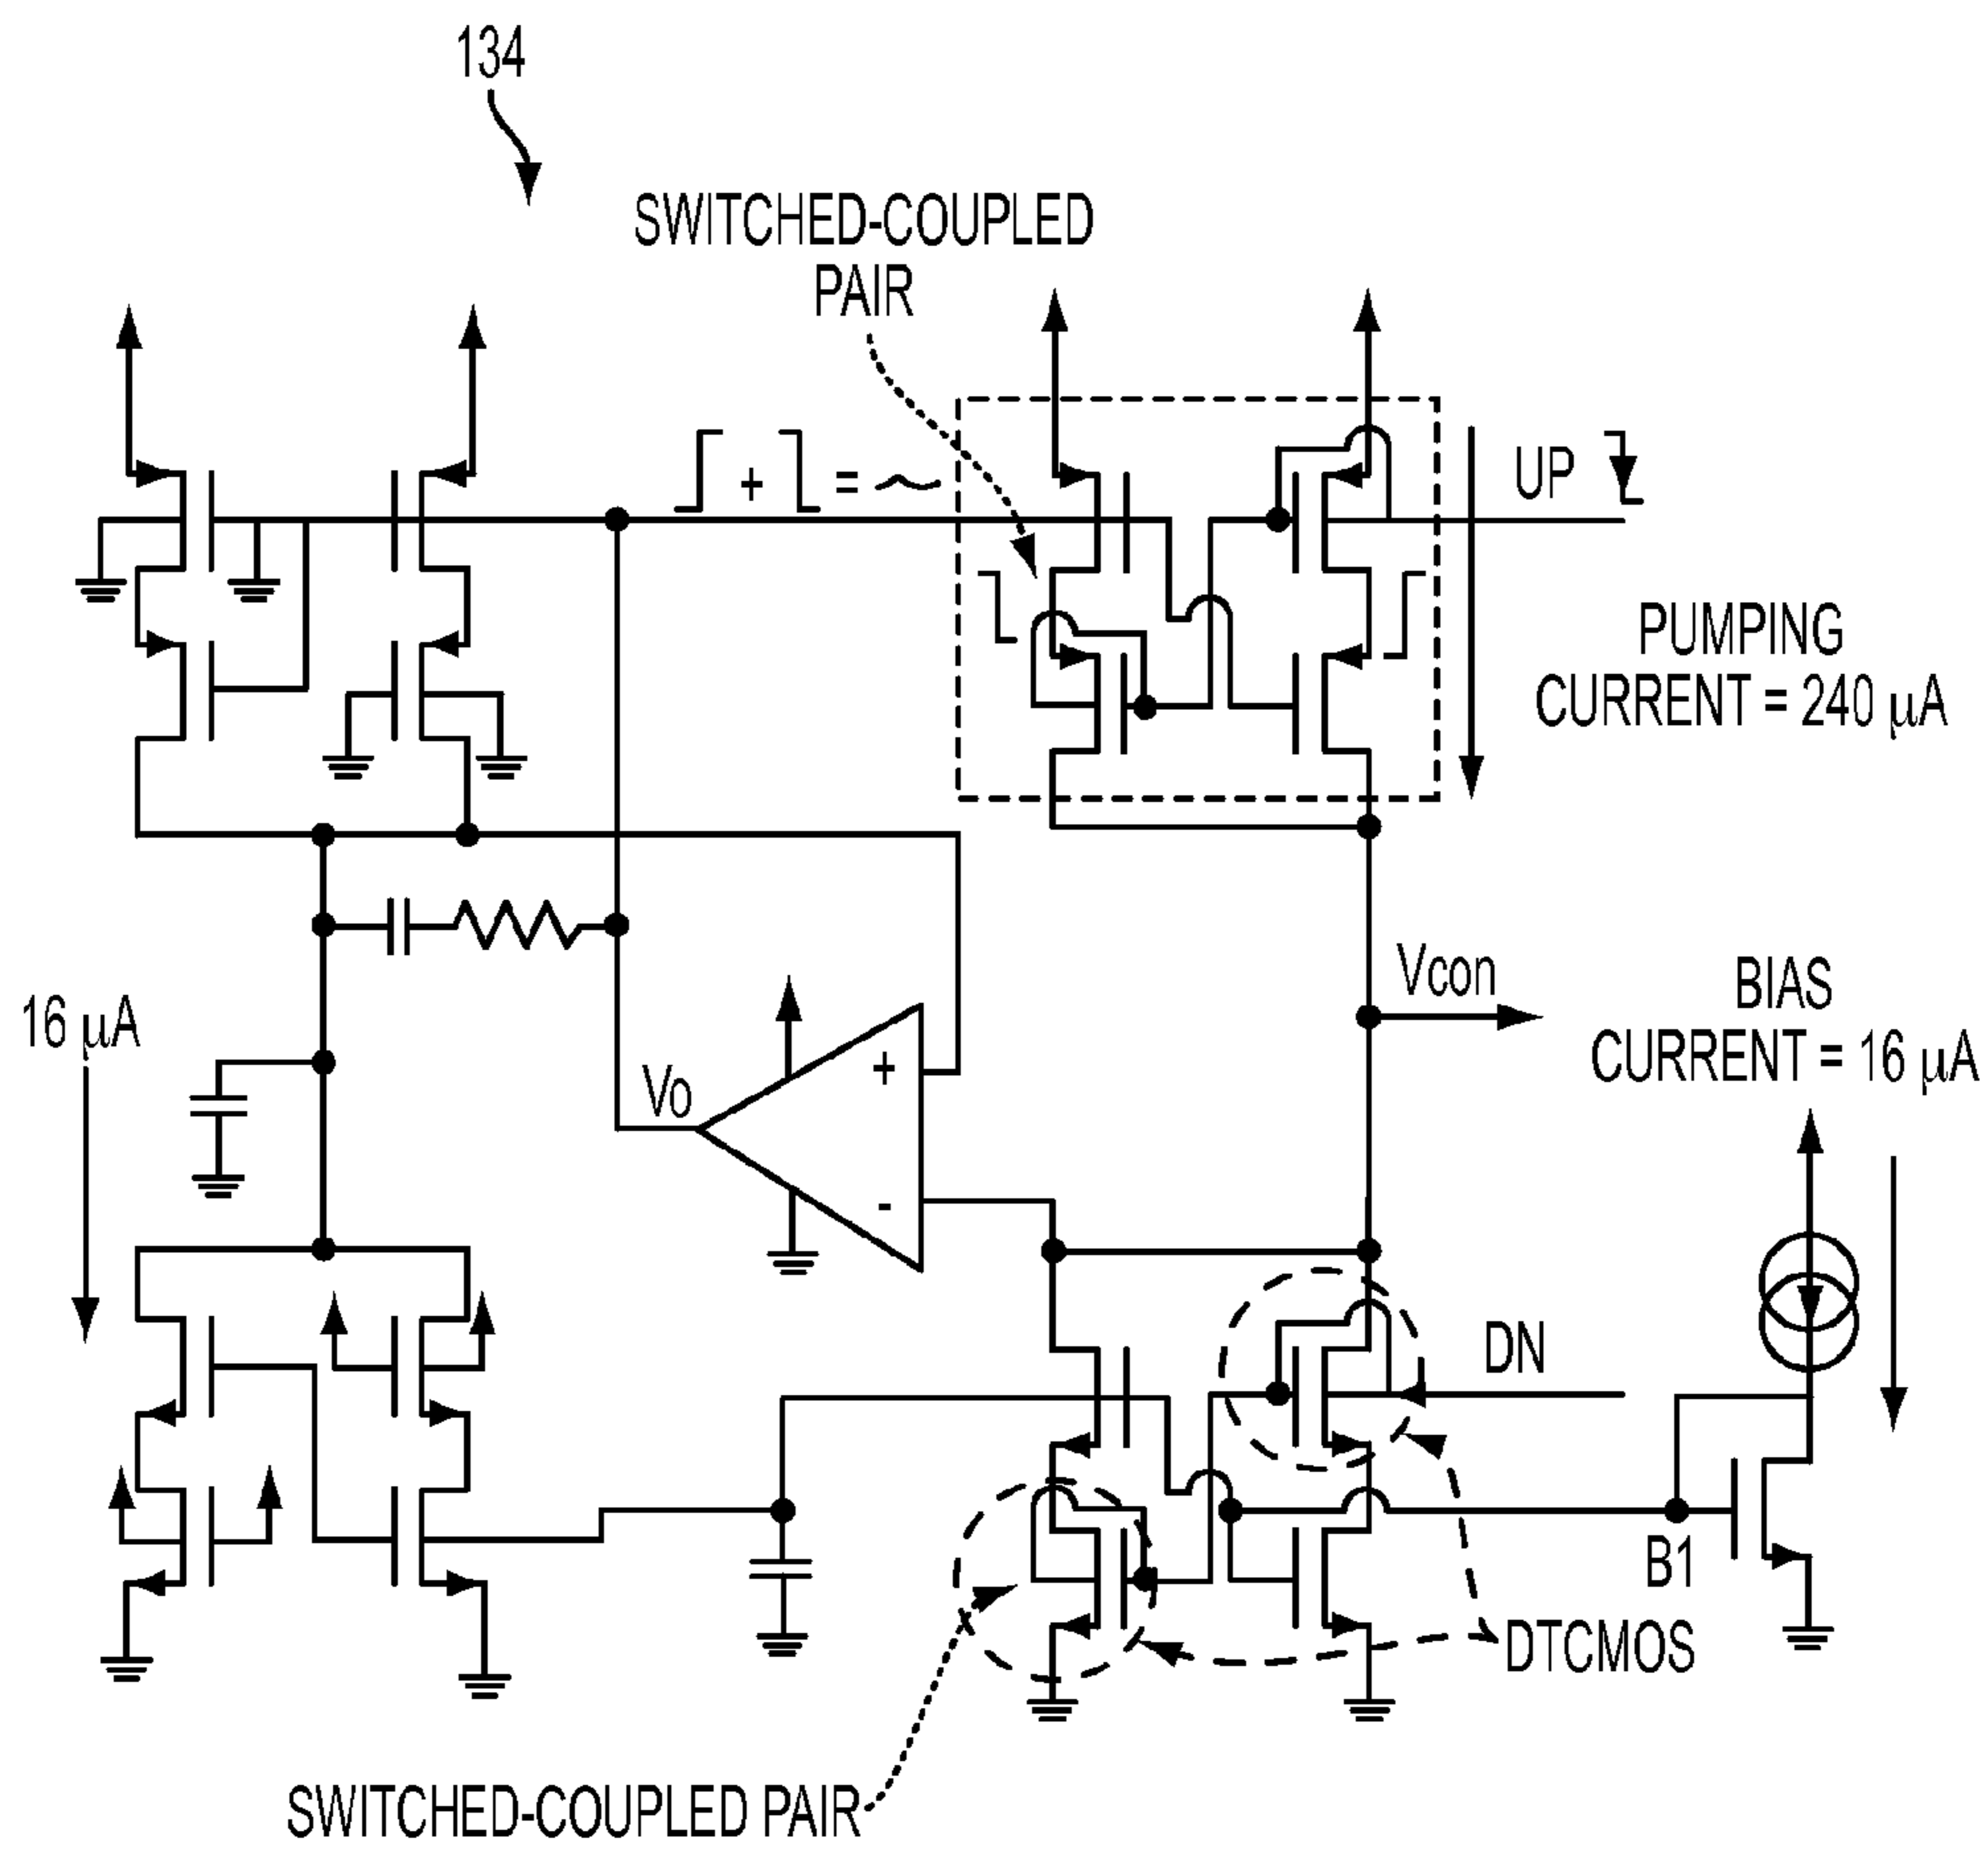 134
SWITCHED-COUPLED
PAIR
+ =
UP
PUMPING
CURRENT = 240 µA
Vcon
BIAS
CURRENT = 16 µA
16 µA
Vo
+
-
DN
B1
DTCMOS
SWITCHED-COUPLED PAIR